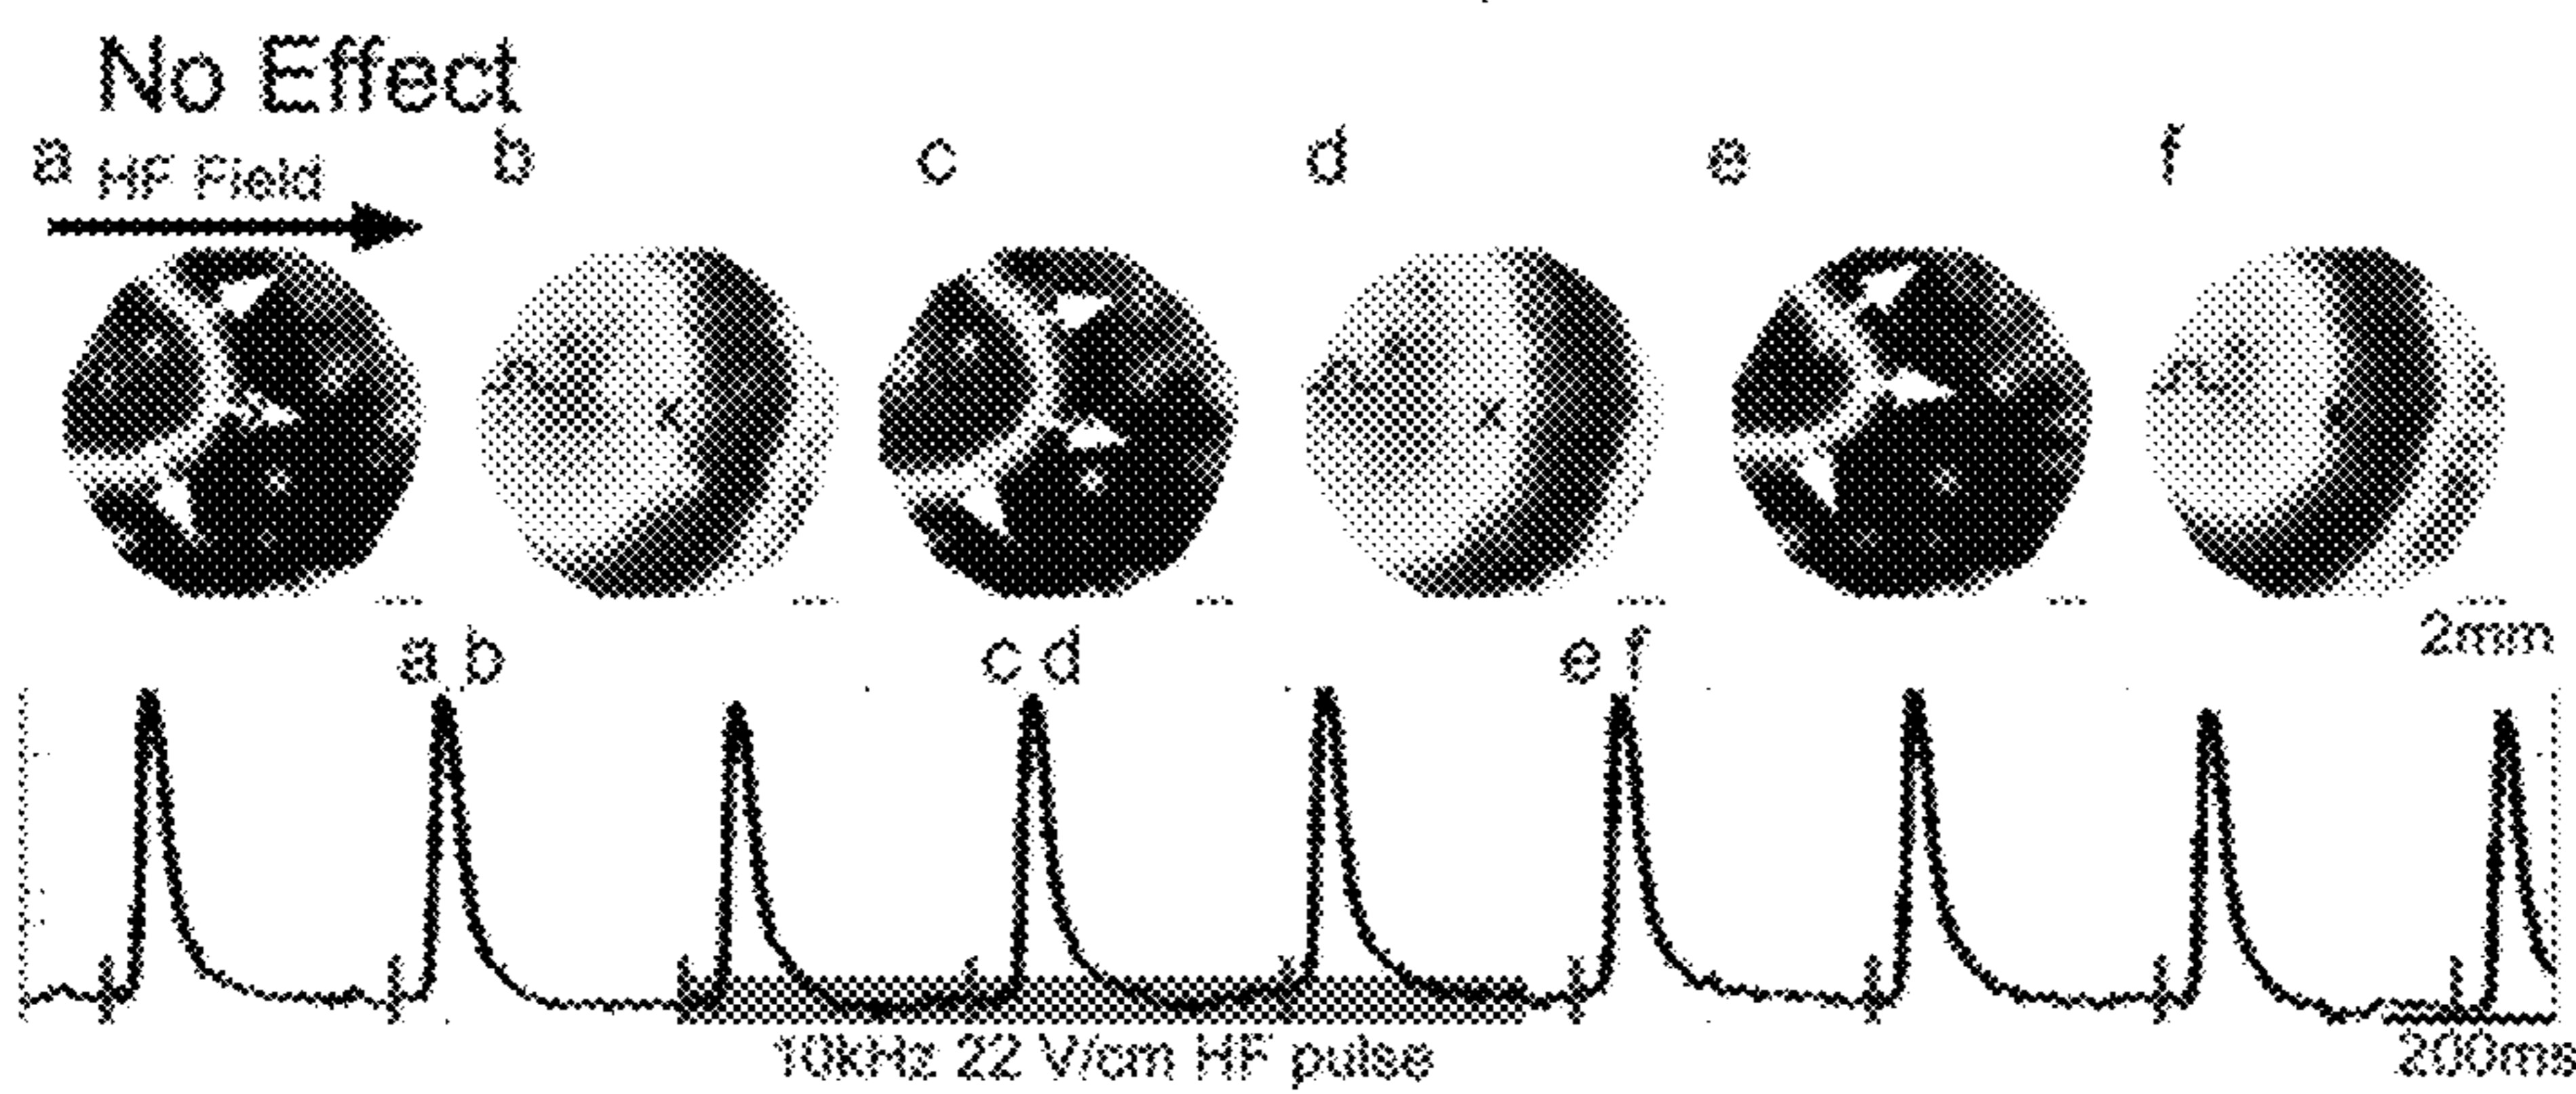 No Effect
a b c d e f
HF Field
2mm
a b c d e f
10kHz 22 V/cm HF pulse
200ms